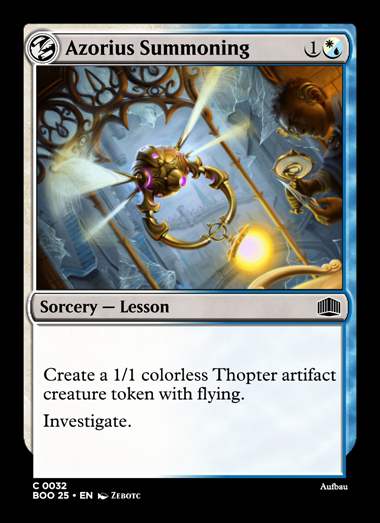 Azorius Summoning 1
Sorcery — Lesson
Create a 1/1 colorless Thopter artifact
creature token with flying.
Investigate.
C 0032
BOO 25 • EN Zebotc
Aufbau